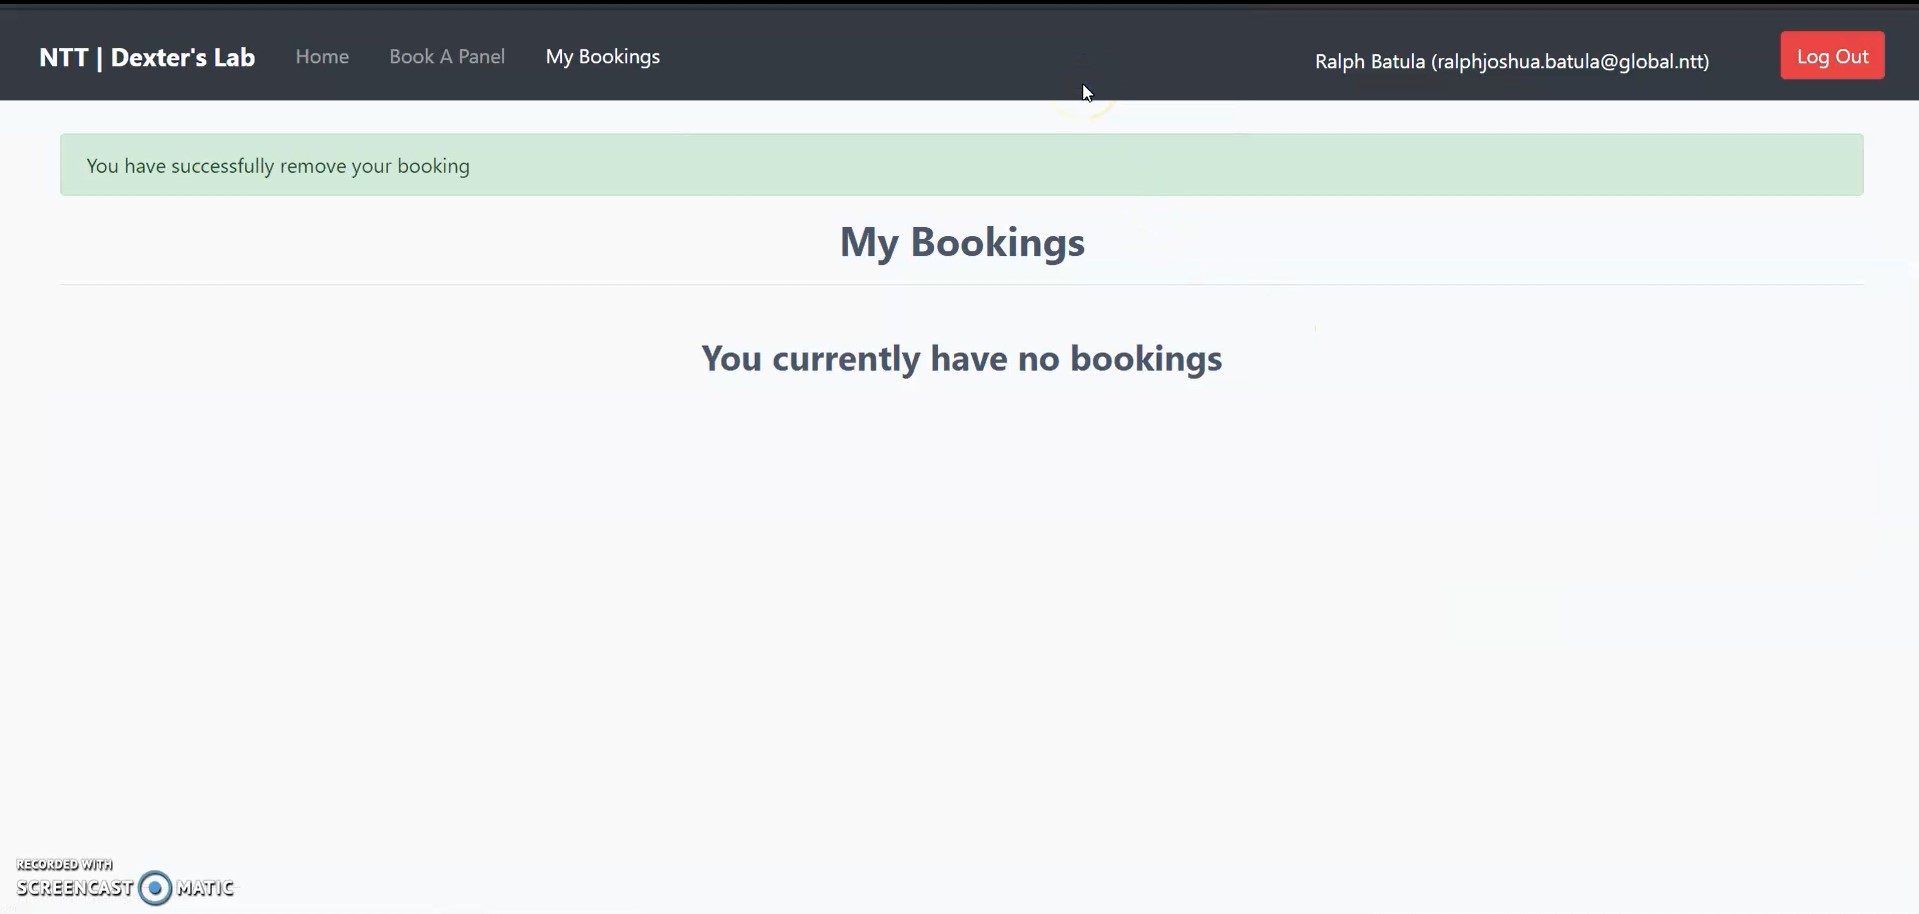 NTT | Dexter's Lab Home Book A Panel My Bookings Ralph Batula (ralphjoshua.batula@global.ntt) Log Out
You have successfully remove your booking
My Bookings
You currently have no bookings
RECORDED WITH
SCREENCAST MATIC